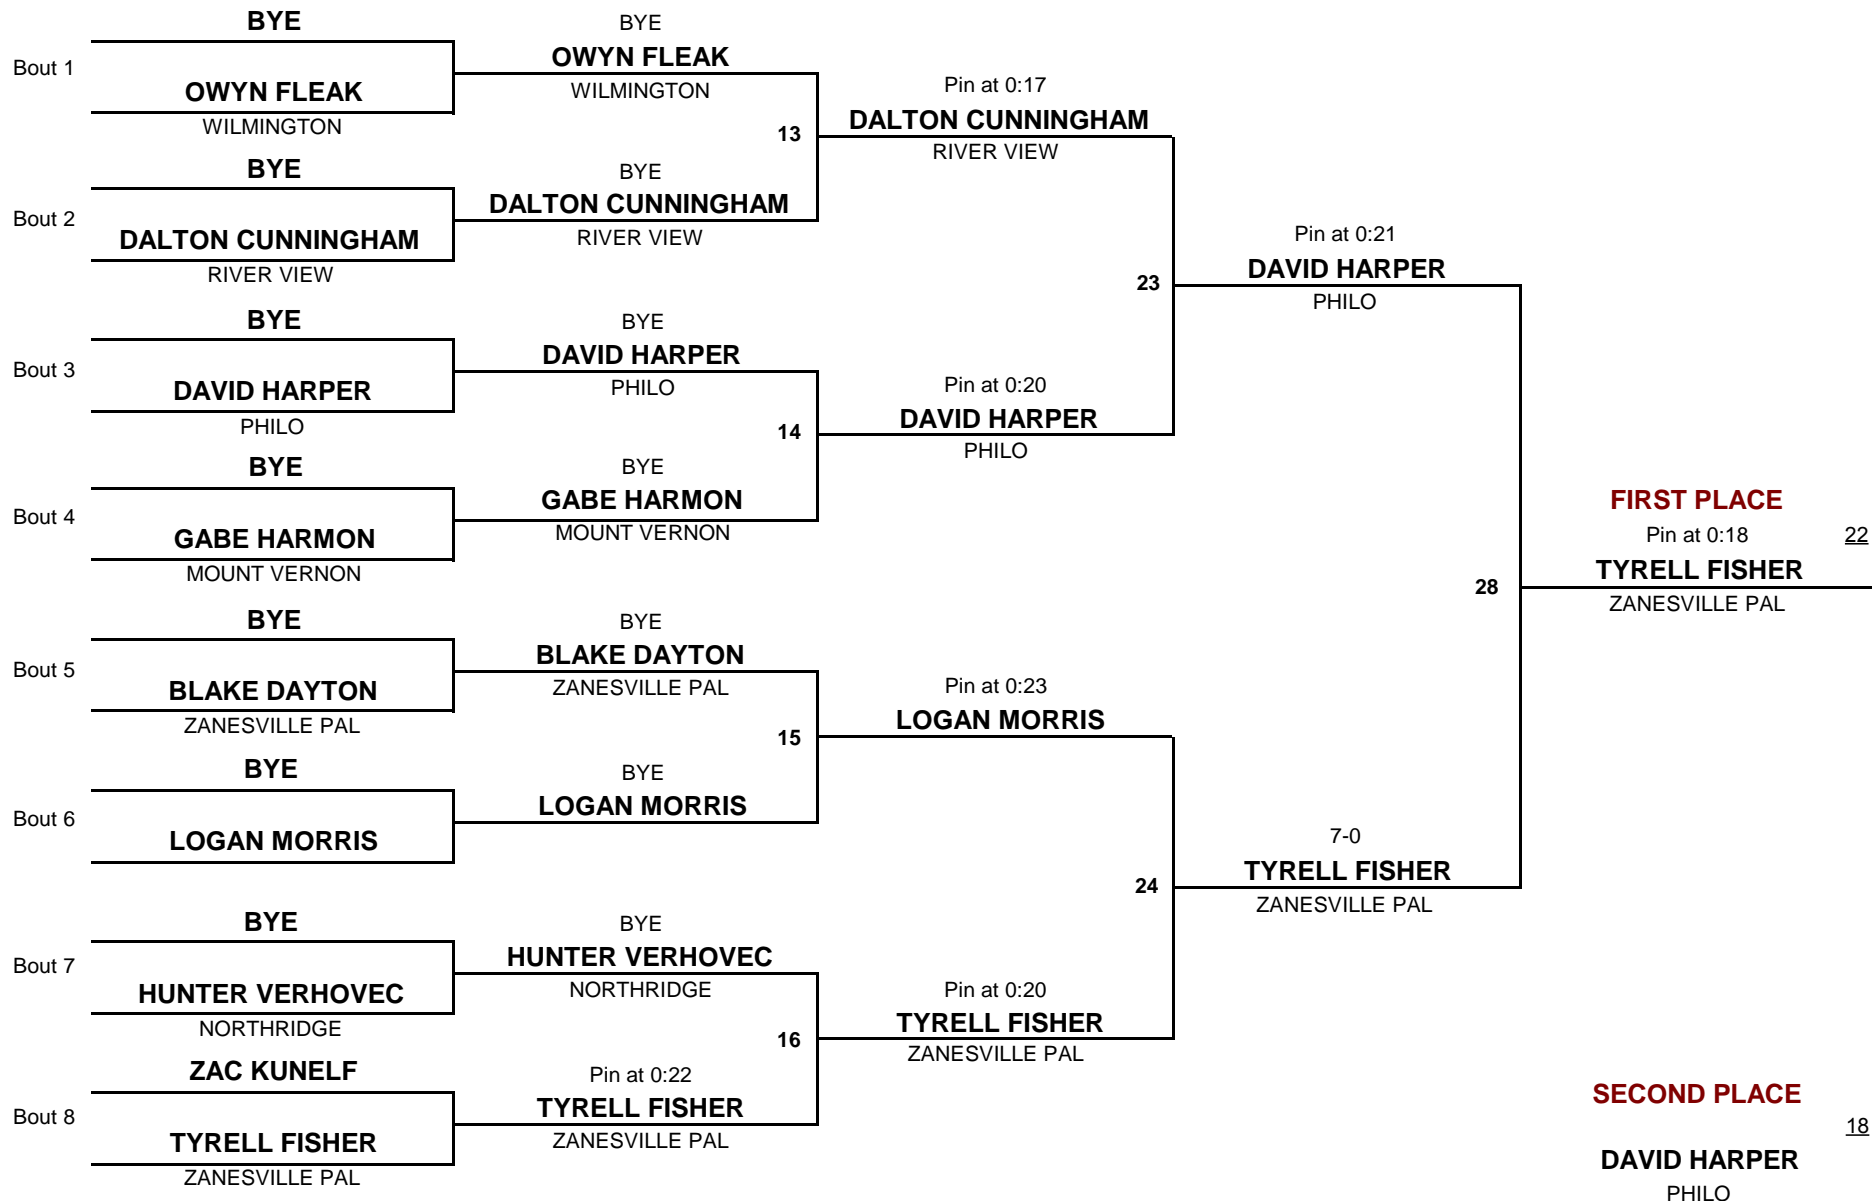 BYE
Bout 1
OWYN FLEAK
WILMINGTON
BYE
Bout 2
DALTON CUNNINGHAM
RIVER VIEW
BYE
Bout 3
DAVID HARPER
PHILO
BYE
Bout 4
GABE HARMON
MOUNT VERNON
BYE
Bout 5
BLAKE DAYTON
ZANESVILLE PAL
BYE
Bout 6
LOGAN MORRIS
BYE
Bout 7
HUNTER VERHOVEC
NORTHRIDGE
ZAC KUNELF
Bout 8
TYRELL FISHER
ZANESVILLE PAL
BYE
OWYN FLEAK
WILMINGTON
13
BYE
DALTON CUNNINGHAM
RIVER VIEW
BYE
DAVID HARPER
PHILO
14
BYE
GABE HARMON
MOUNT VERNON
BYE
BLAKE DAYTON
ZANESVILLE PAL
15
BYE
LOGAN MORRIS
BYE
HUNTER VERHOVEC
NORTHRIDGE
16
Pin at 0:22
TYRELL FISHER
ZANESVILLE PAL
Pin at 0:17
DALTON CUNNINGHAM
RIVER VIEW
23
Pin at 0:20
DAVID HARPER
PHILO
Pin at 0:23
LOGAN MORRIS
24
Pin at 0:20
TYRELL FISHER
ZANESVILLE PAL
Pin at 0:21
DAVID HARPER
PHILO
28
7-0
TYRELL FISHER
ZANESVILLE PAL
FIRST PLACE
Pin at 0:18 22
TYRELL FISHER
ZANESVILLE PAL
SECOND PLACE
18
DAVID HARPER
PHILO